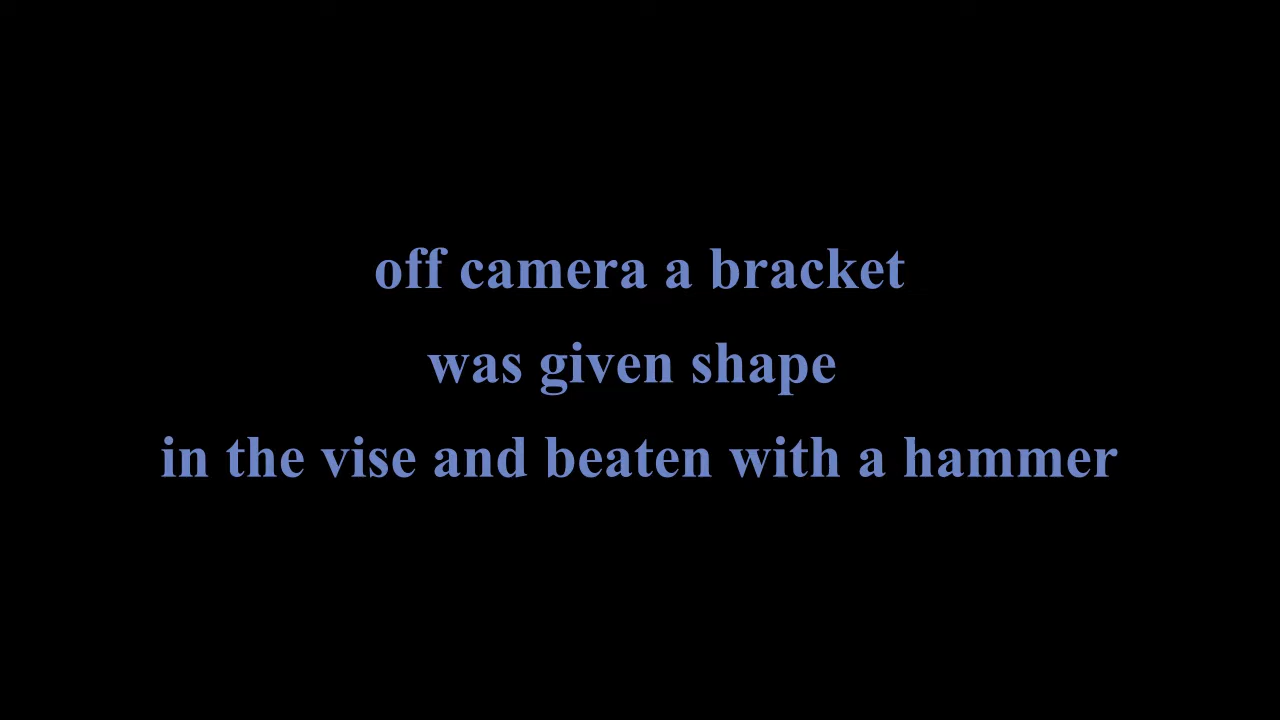 off camera a bracket
was given shape
in the vise and beaten with a hammer